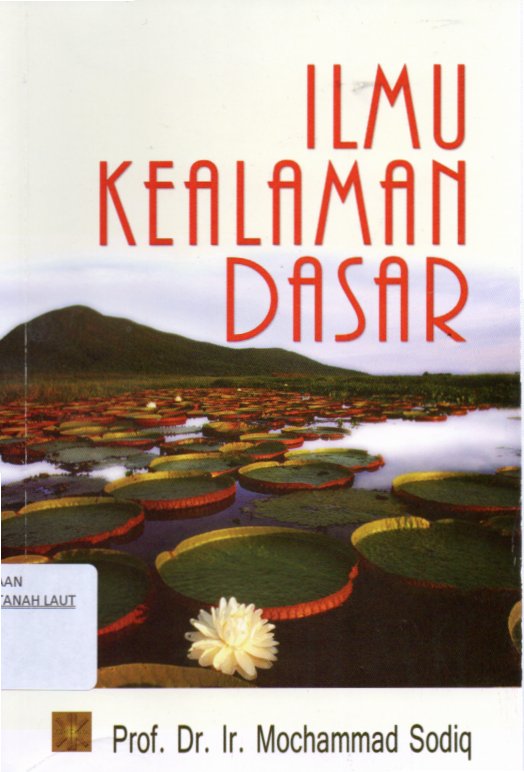 ILMU
KEALAMAN
DASAR
AAN
TANAH LAUT
Prof. Dr. Ir. Mochammad Sodiq